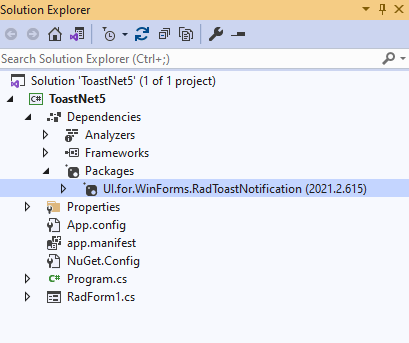 Solution Explorer
Search Solution Explorer (Ctrl+;)
Solution 'ToastNet5' (1 of 1 project)
C# ToastNet5
Dependencies
Analyzers
Frameworks
Packages
UI.for.WinForms.RadToastNotification (2021.2.615)
Properties
App.config
app.manifest
NuGet.Config
C# Program.cs
RadForm1.cs